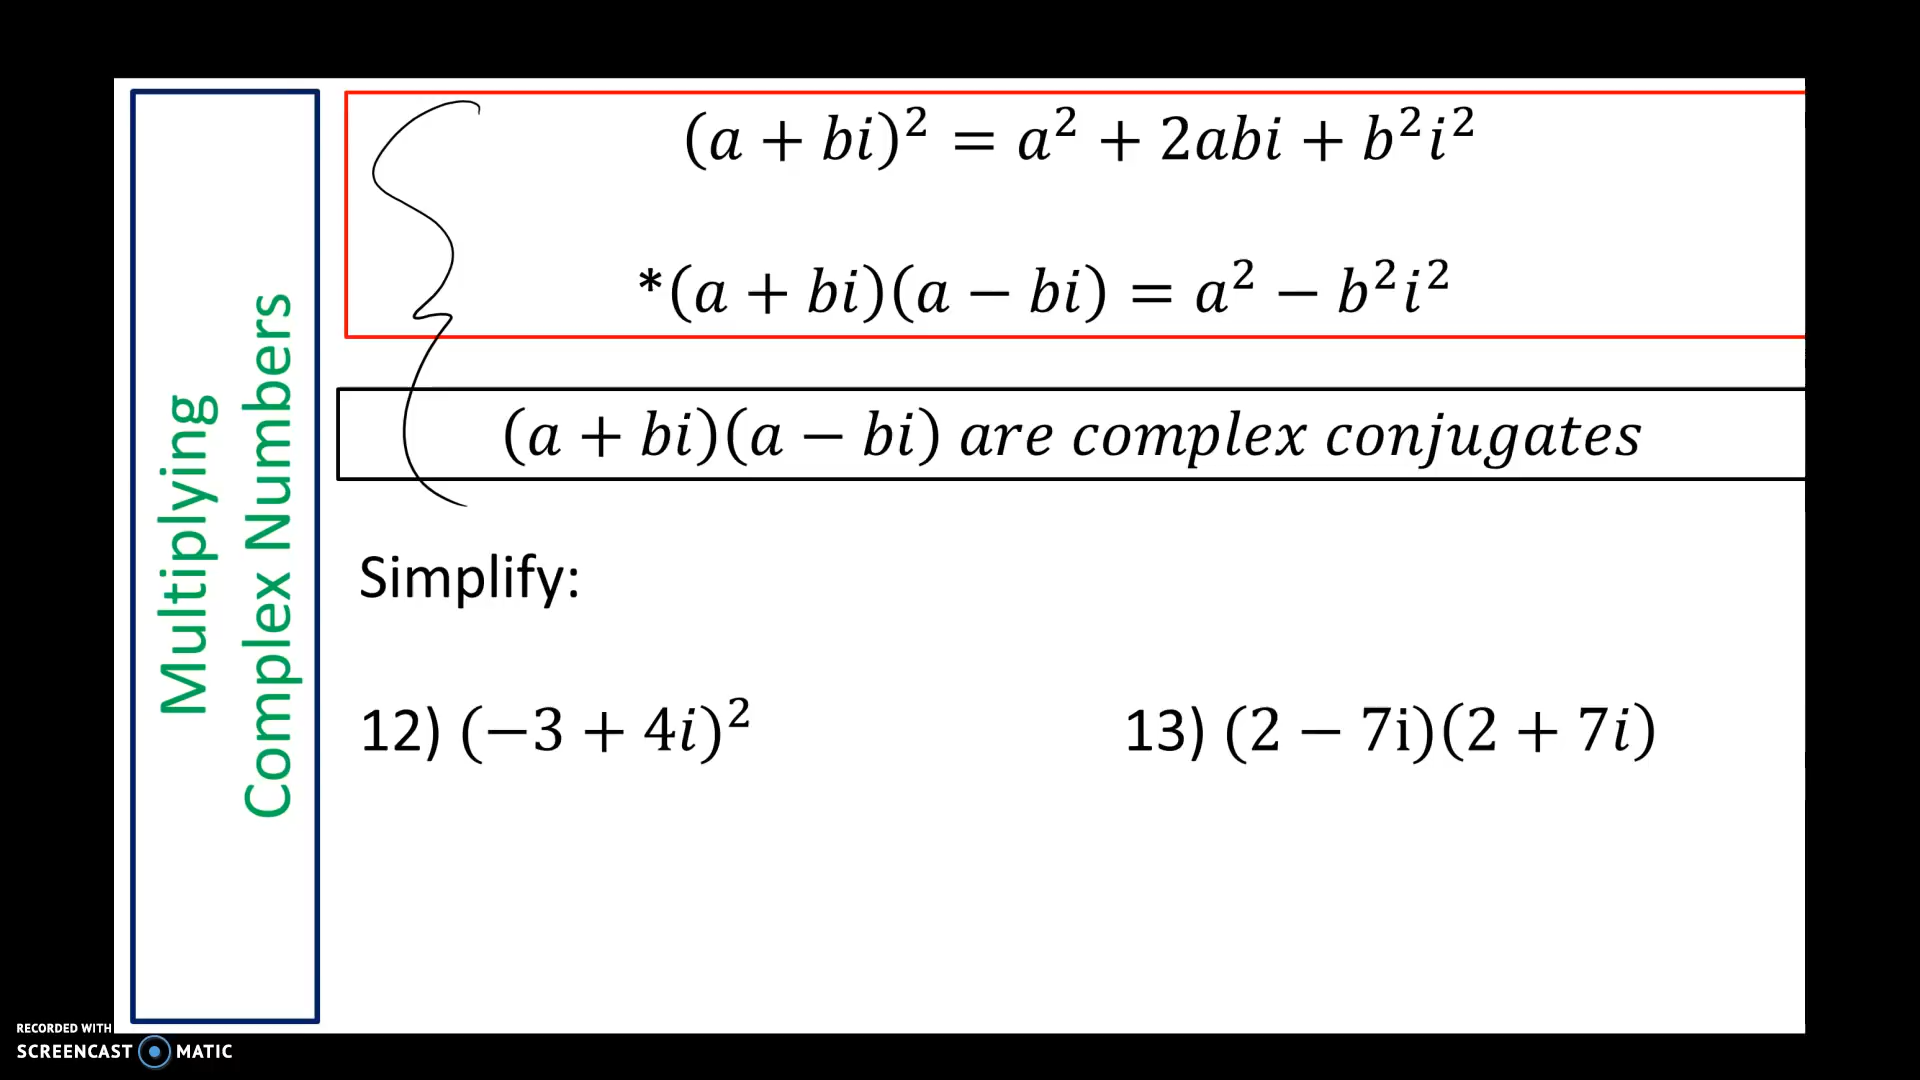 Multiplying
Complex Numbers
(a + bi)² = a² + 2abi + b²i²
*(a + bi)(a − bi) = a² − b²i²
(a + bi)(a − bi) are complex conjugates
Simplify:
12) (−3 + 4i)²
13) (2 − 7i)(2 + 7i)
RECORDED WITH
SCREENCAST MATIC